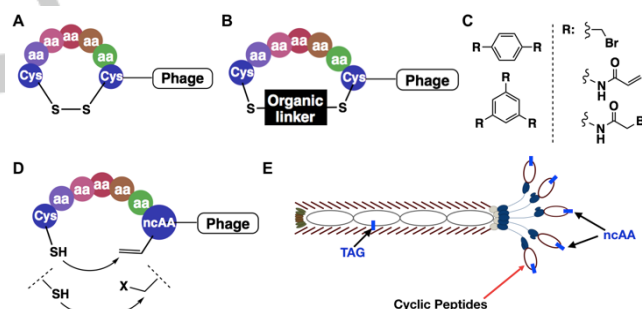 A
aa aa aa aa aa
Cys Cys Phage
S S
B
aa aa aa aa aa
Cys Cys Phage
S Organic linker S
C
R R
R
R R
R:
Br
O
N
H
O
N
H
D
aa aa aa aa aa
Cys ncAA Phage
SH
SH X
E
TAG
ncAA
Cyclic Peptides